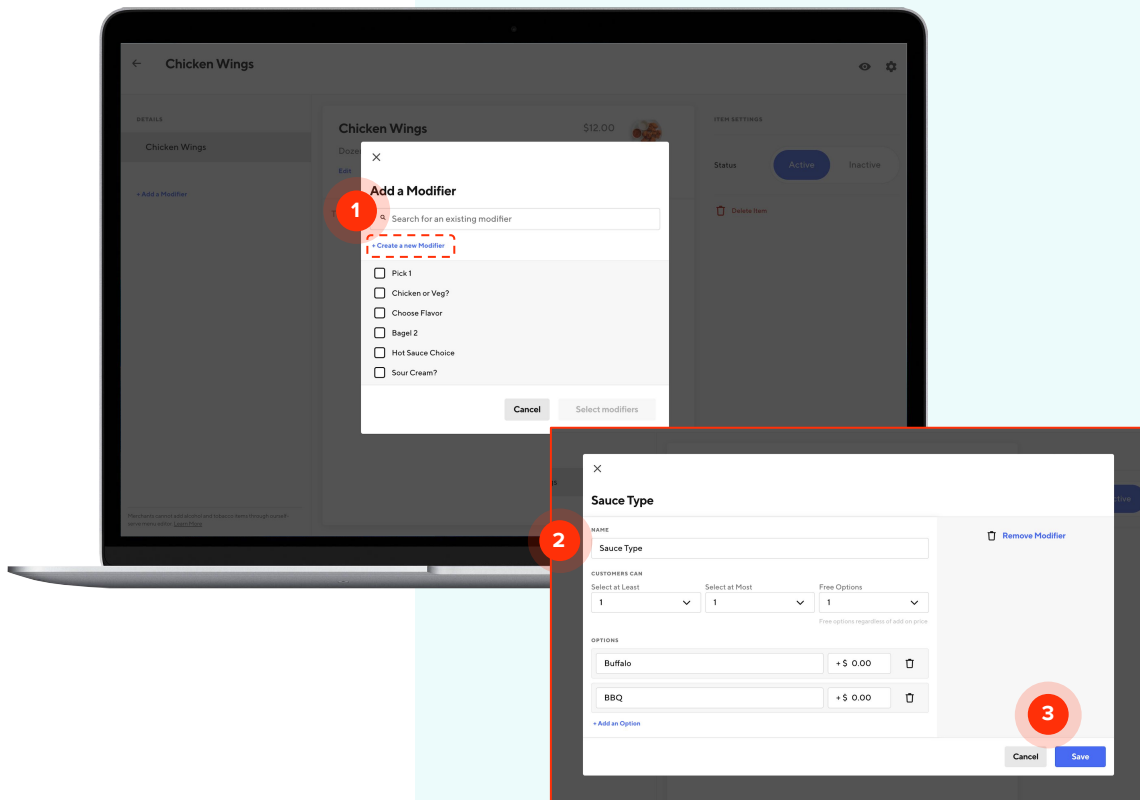 Chicken Wings
DETAILS
Chicken Wings
+ Add a Modifier
Chicken Wings
$12.00
Edit
ITEM SETTINGS
Status
Active
Inactive
Delete Item
Add a Modifier
1
Search for an existing modifier
+ Create a new Modifier
Pick 1
Chicken or Veg?
Choose Flavor
Bagel 2
Hot Sauce Choice
Sour Cream?
Cancel
Select modifiers
Sauce Type
2
NAME
Sauce Type
Remove Modifier
CUSTOMERS CAN
Select at Least
Select at Most
Free Options
1
1
1
Free options regardless of add on price
OPTIONS
Buffalo
+ $ 0.00
BBQ
+ $ 0.00
+ Add an Option
3
Cancel
Save